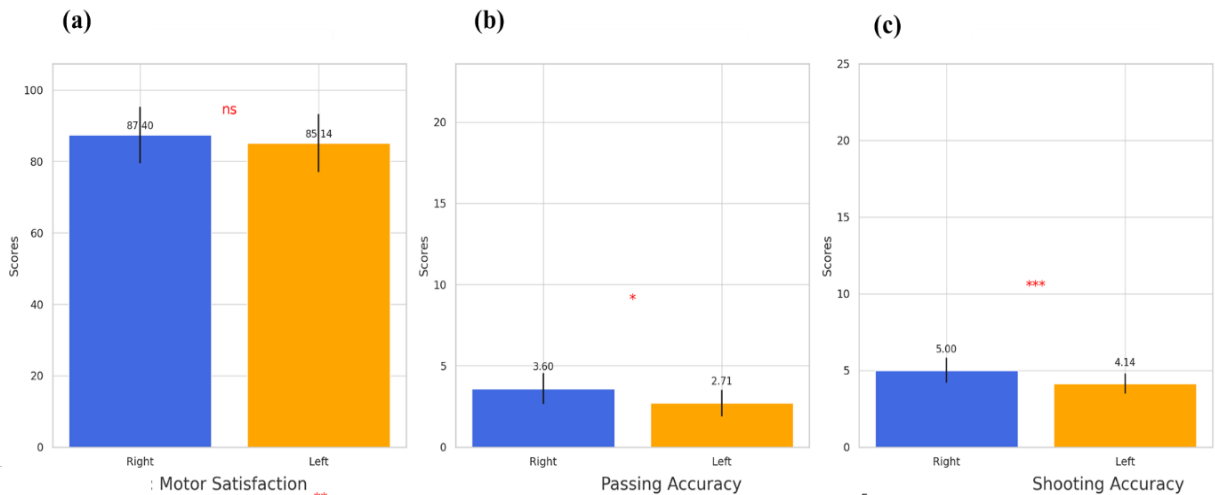 (a)
(b)
(c)
100
80
60
40
20
0
Scores
ns
87.40
85.14
Right
Left
: Motor Satisfaction
**
20
15
10
5
0
Scores
*
3.60
2.71
Right
Left
Passing Accuracy
25
20
15
10
5
0
Scores
***
5.00
4.14
Right
Left
Shooting Accuracy